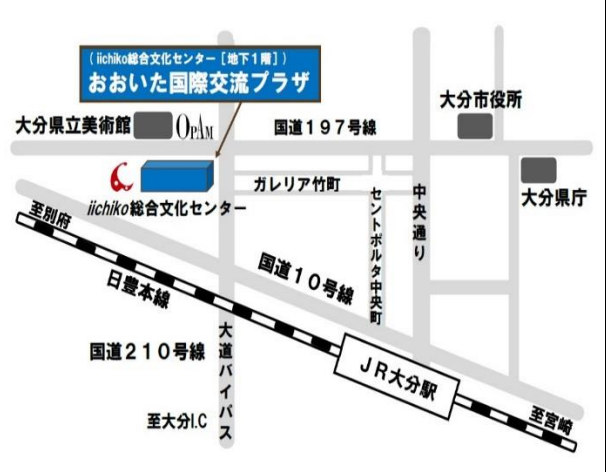 (iichiko総合文化センター[地下1階])
おおいた国際交流プラザ
大分県立美術館
OPAM
国道197号線
大分市役所
大分県庁
ガレリア竹町
iichiko総合文化センター
セントポルタ中央町
中央通り
至別府
日豊本線
国道10号線
国道210号線
大道バイパス
JR大分駅
至大分I.C
至宮崎